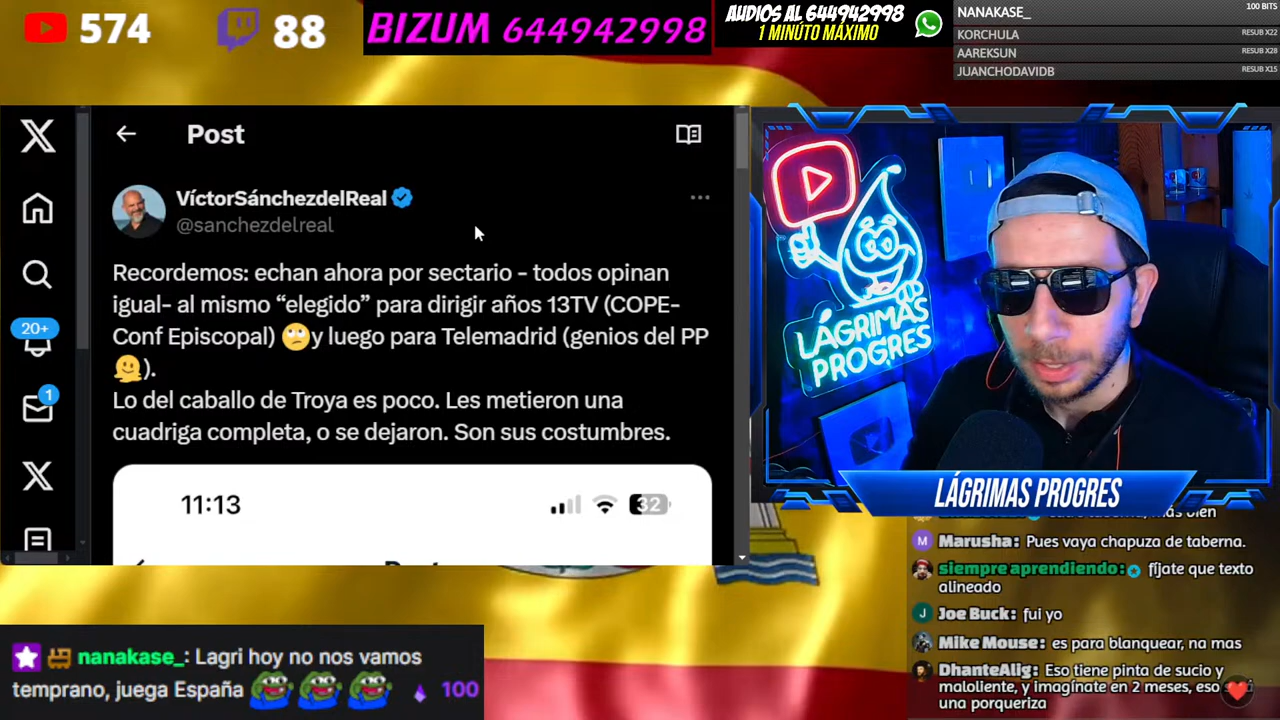 574
88
BIZUM 644942998
AUDIOS AL 644942998
1 MINÚTO MÁXIMO
NANAKASE_ 100 BITS
KORCHULA RESUB X22
AAREKSUN RESUB X28
JUANCHODAVIDB RESUB X15
Post
VíctorSánchezdelReal
@sanchezdelreal
Recordemos: echan ahora por sectario - todos opinan
igual- al mismo “elegido” para dirigir años 13TV (COPE-
Conf Episcopal) 🙄y luego para Telemadrid (genios del PP
🫠).
Lo del caballo de Troya es poco. Les metieron una
cuadriga completa, o se dejaron. Son sus costumbres.
11:13
32
20+
1
LÁGRIMAS
PROGRES
LÁGRIMAS PROGRES
más bien
Marusha: Pues vaya chapuza de taberna.
siempre aprendiendo: fíjate que texto
alineado
Joe Buck: fui yo
Mike Mouse: es para blanquear, na mas
DhanteAlig: Eso tiene pinta de sucio y
maloliente, y imagínate en 2 meses, eso
una porqueriza
nanakase_: Lagri hoy no nos vamos
temprano, juega España 100